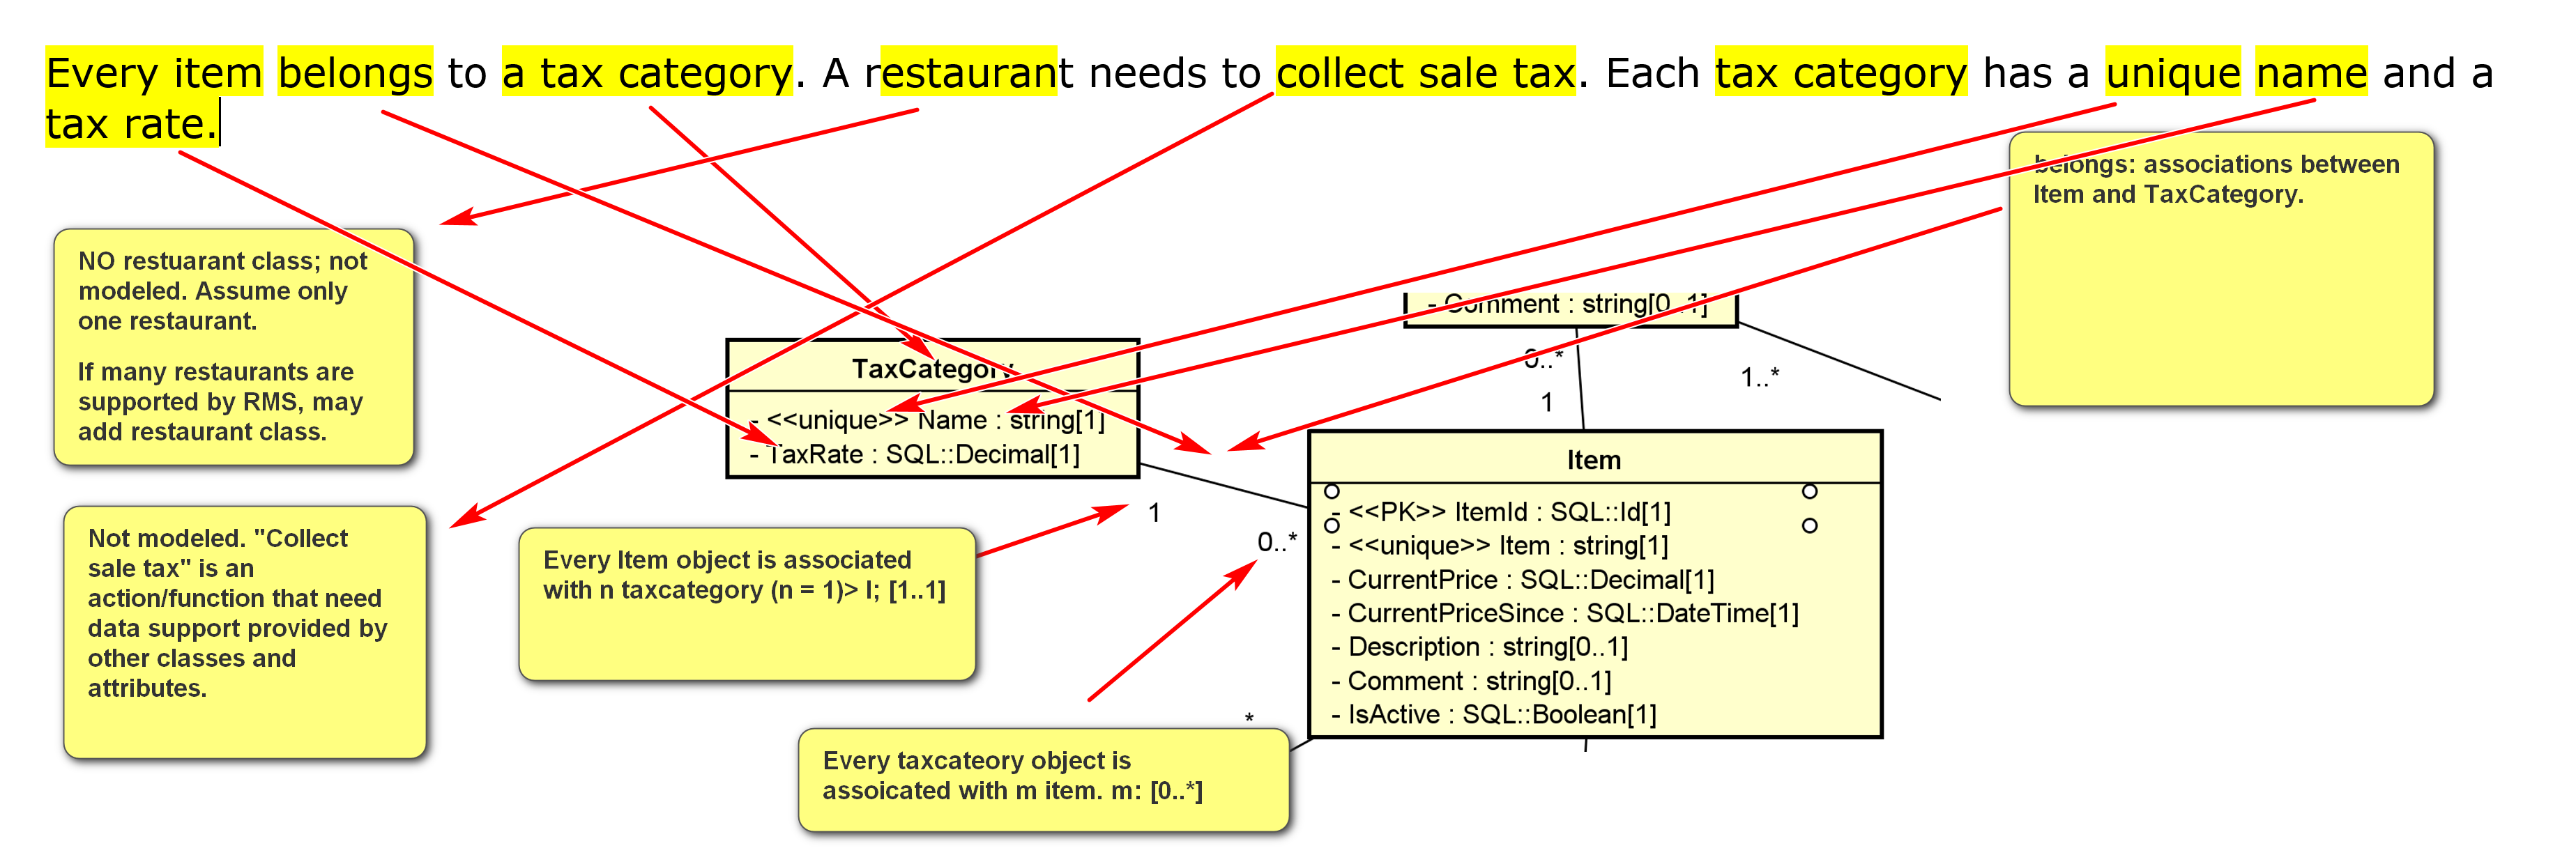 Every item belongs to a tax category. A restaurant needs to collect sale tax. Each tax category has a unique name and a
tax rate.
belongs: associations between
Item and TaxCategory.
NO restuarant class; not
modeled. Assume only
one restaurant.
If many restaurants are
supported by RMS, may
add restaurant class.
- Comment : string[0..1]
0..*
1..*
1
TaxCategory
- <<unique>> Name : string[1]
- TaxRate : SQL::Decimal[1]
1
0..*
Item
- <<PK>> ItemId : SQL::Id[1]
- <<unique>> Item : string[1]
- CurrentPrice : SQL::Decimal[1]
- CurrentPriceSince : SQL::DateTime[1]
- Description : string[0..1]
- Comment : string[0..1]
- IsActive : SQL::Boolean[1]
Not modeled. "Collect
sale tax" is an
action/function that need
data support provided by
other classes and
attributes.
Every Item object is associated
with n taxcategory (n = 1)> I; [1..1]
*
Every taxcateory object is
assoicated with m item. m: [0..*]